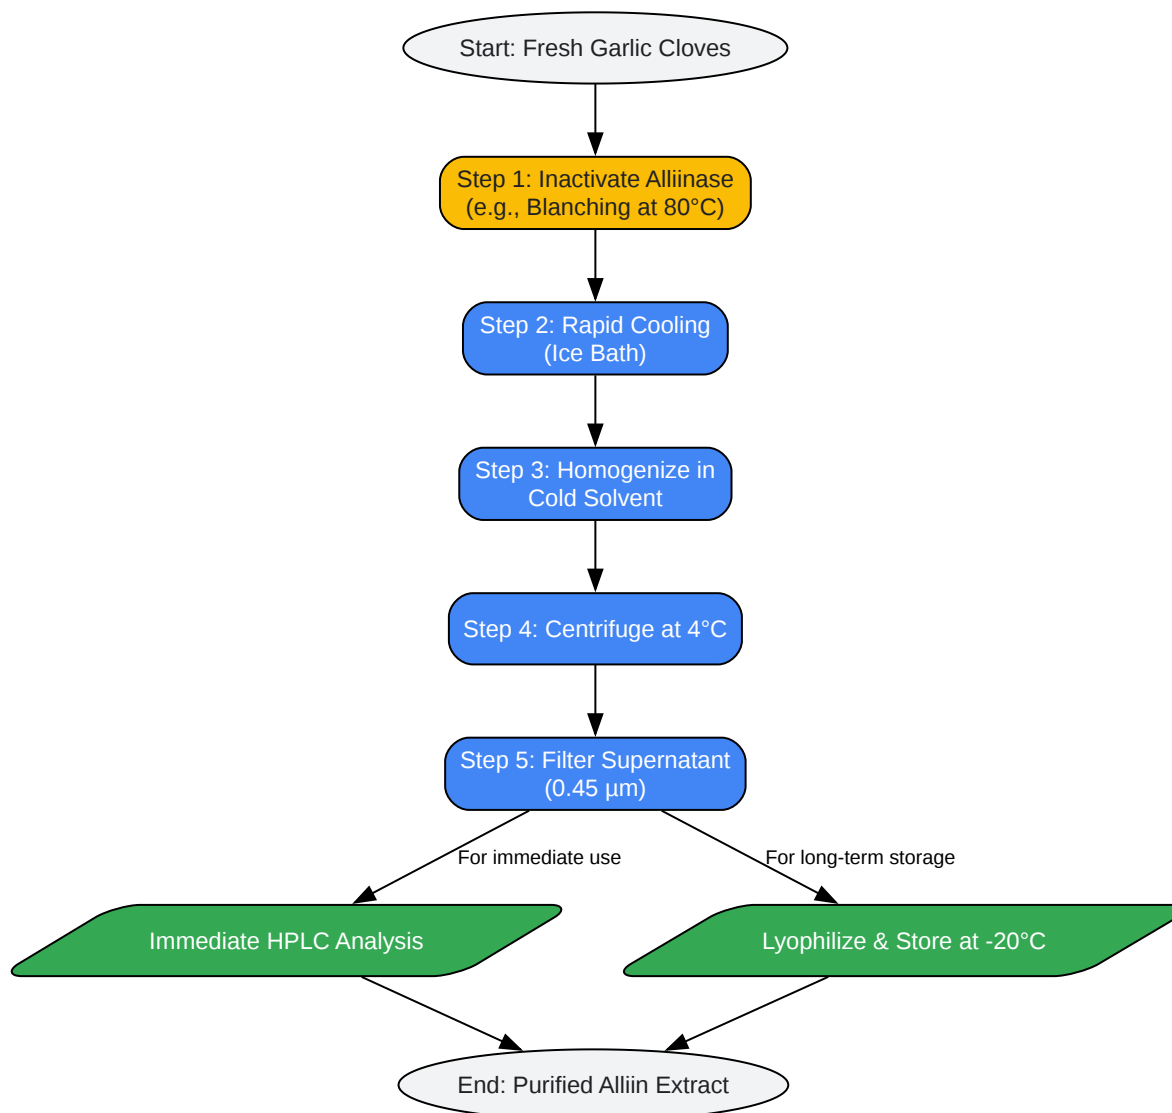 Start: Fresh Garlic Cloves
Step 1: Inactivate Alliinase
(e.g., Blanching at 80°C)
Step 2: Rapid Cooling
(Ice Bath)
Step 3: Homogenize in
Cold Solvent
Step 4: Centrifuge at 4°C
Step 5: Filter Supernatant
(0.45 µm)
For immediate use
For long-term storage
Immediate HPLC Analysis
Lyophilize & Store at -20°C
End: Purified Alliin Extract